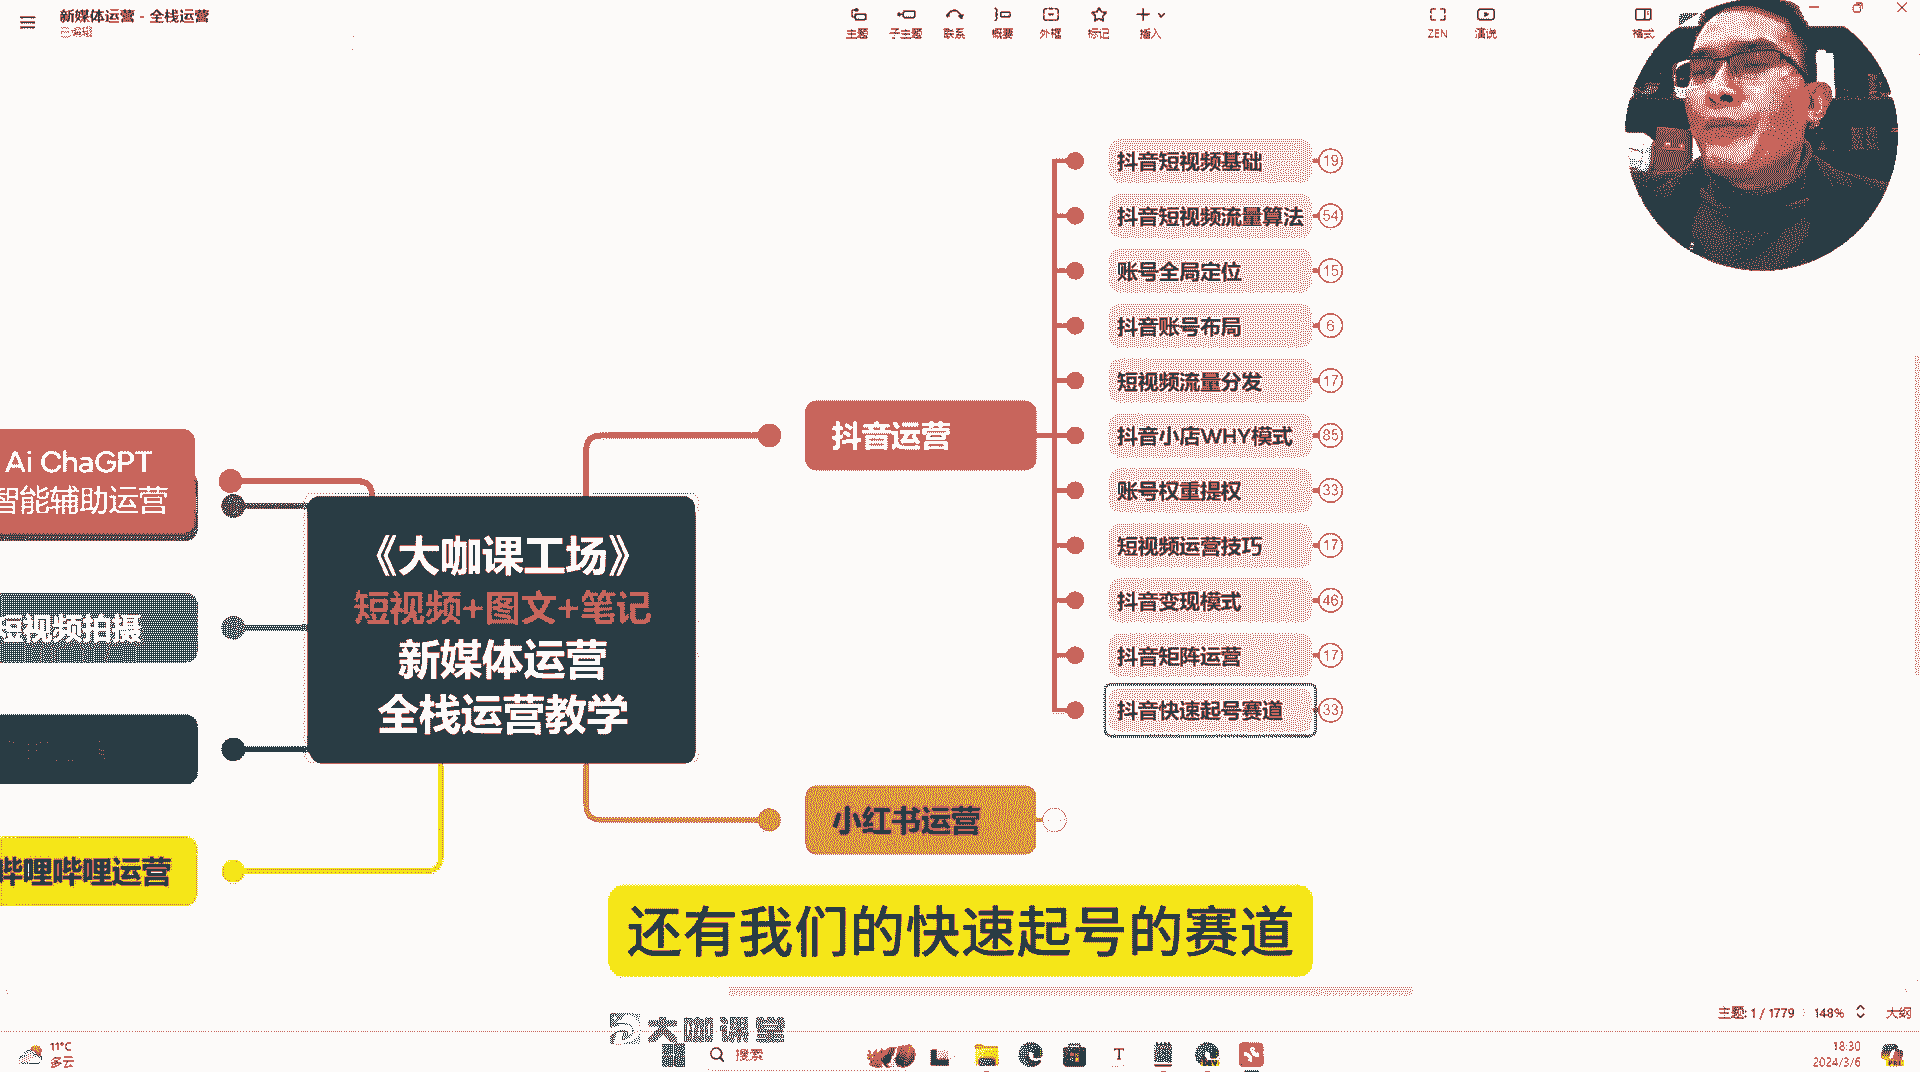 新媒体运营 - 全栈运营
已编辑
主题
子主题
联系
概要
外框
标记
插入
ZEN
演说
格式
抖音短视频基础 19
抖音短视频流量算法 54
账号全局定位 15
抖音账号布局 6
短视频流量分发 17
抖音运营
抖音小店WHY模式 85
账号权重提权 33
短视频运营技巧 17
抖音变现模式 46
抖音矩阵运营 17
抖音快速起号赛道 33
Ai ChaGPT
智能辅助运营
短视频拍摄
哔哩哔哩运营
《大咖课工场》
短视频+图文+笔记
新媒体运营
全栈运营教学
小红书运营
还有我们的快速起号的赛道
大咖课堂
主题: 1 / 1779
148%
大纲
11°C
多云
搜索
18:30
2024/3/6